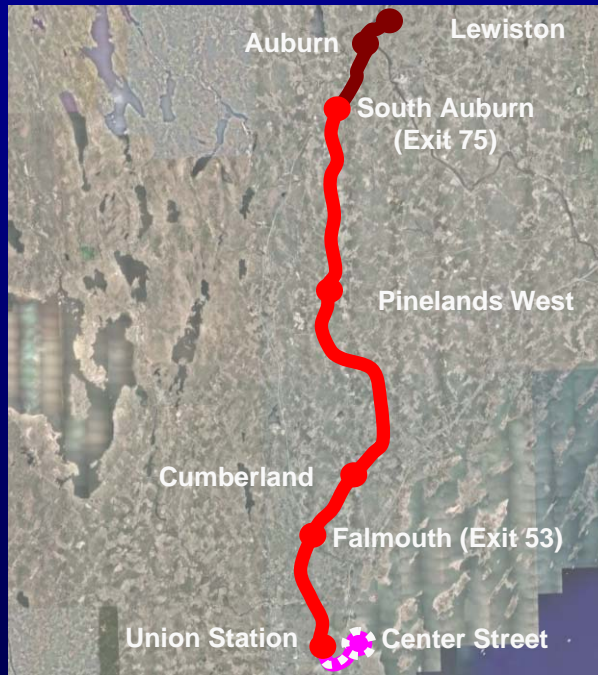 Lewiston
Auburn
South Auburn
(Exit 75)
Pinelands West
Cumberland
Falmouth (Exit 53)
Union Station
Center Street